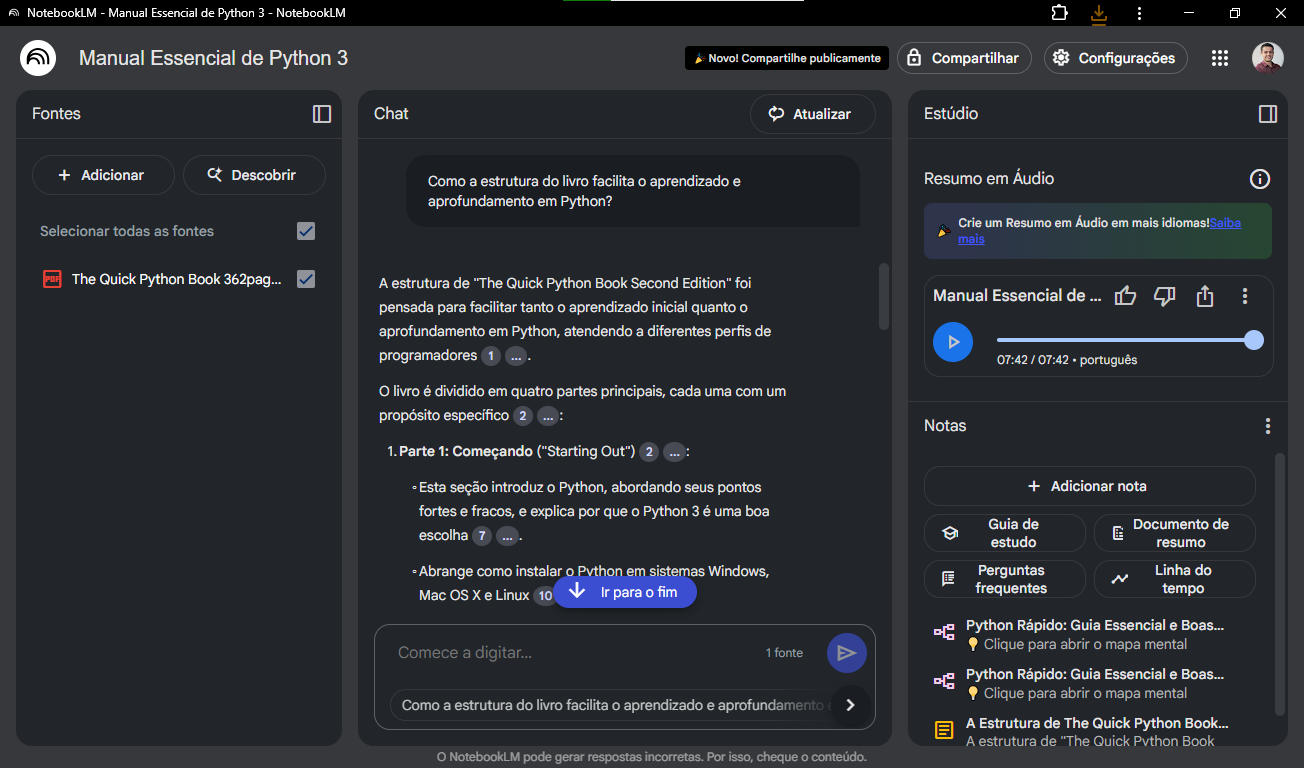 NotebookLM - Manual Essencial de Python 3 - NotebookLM
Manual Essencial de Python 3
Novo! Compartilhe publicamente
Compartilhar
Configurações
Fontes
Adicionar
Descobrir
Selecionar todas as fontes
PDF
The Quick Python Book 362pag...
Chat
Atualizar
Como a estrutura do livro facilita o aprendizado e
aprofundamento em Python?
A estrutura de "The Quick Python Book Second Edition" foi
pensada para facilitar tanto o aprendizado inicial quanto o
aprofundamento em Python, atendendo a diferentes perfis de
programadores 1 ... .
O livro é dividido em quatro partes principais, cada uma com um
propósito específico 2 ... :
1. Parte 1: Começando ("Starting Out") 2 ... :
Esta seção introduz o Python, abordando seus pontos
fortes e fracos, e explica por que o Python 3 é uma boa
escolha 7 ... .
Abrange como instalar o Python em sistemas Windows,
Mac OS X e Linux 10
Ir para o fim
Comece a digitar...
1 fonte
Como a estrutura do livro facilita o aprendizado e aprofundamento
O NotebookLM pode gerar respostas incorretas. Por isso, cheque o conteúdo.
Estúdio
Resumo em Áudio
Crie um Resumo em Áudio em mais idiomas!Saiba
mais
Manual Essencial de ...
07:42 / 07:42 • português
Notas
Adicionar nota
Guia de
estudo
Documento de
resumo
Perguntas
frequentes
Linha do
tempo
Python Rápido: Guia Essencial e Boas...
Clique para abrir o mapa mental
Python Rápido: Guia Essencial e Boas...
Clique para abrir o mapa mental
A Estrutura de The Quick Python Book...
A estrutura de "The Quick Python Book